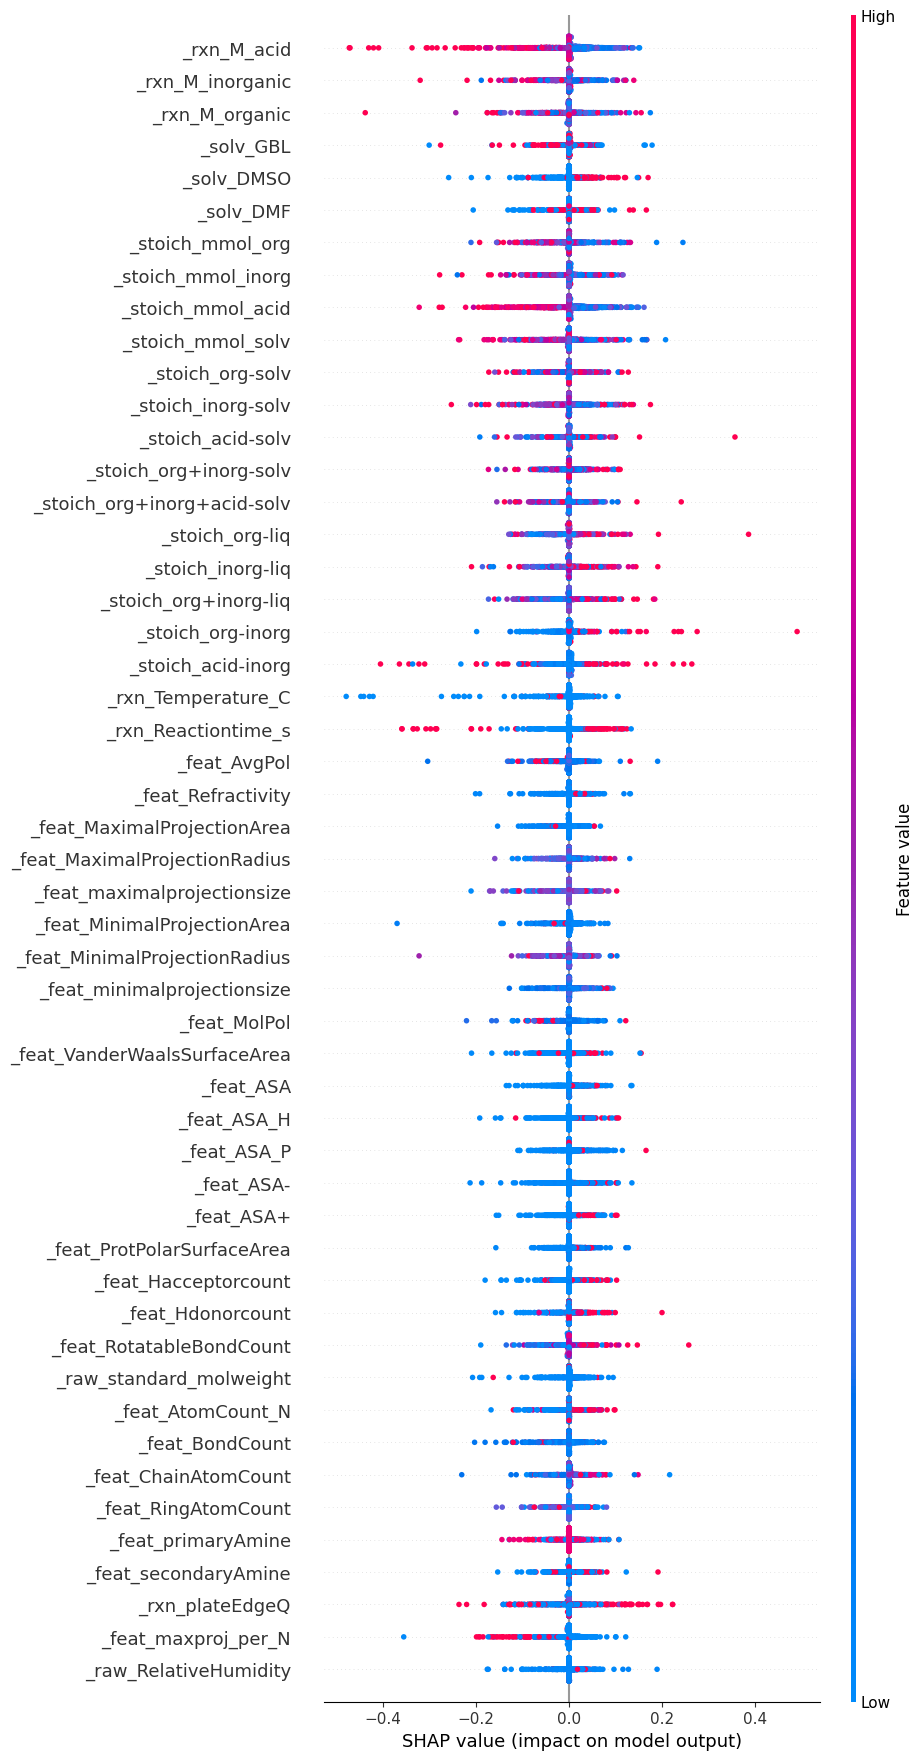 High
_rxn_M_acid
_rxn_M_inorganic
_rxn_M_organic
_solv_GBL
_solv_DMSO
_solv_DMF
_stoich_mmol_org
_stoich_mmol_inorg
_stoich_mmol_acid
_stoich_mmol_solv
_stoich_org-solv
_stoich_inorg-solv
_stoich_acid-solv
_stoich_org+inorg-solv
_stoich_org+inorg+acid-solv
_stoich_org-liq
_stoich_inorg-liq
_stoich_org+inorg-liq
_stoich_org-inorg
_stoich_acid-inorg
_rxn_Temperature_C
_rxn_Reactiontime_s
_feat_AvgPol
_feat_Refractivity
_feat_MaximalProjectionArea
_feat_MaximalProjectionRadius
_feat_maximalprojectionsize
_feat_MinimalProjectionArea
_feat_MinimalProjectionRadius
_feat_minimalprojectionsize
_feat_MolPol
_feat_VanderWaalsSurfaceArea
_feat_ASA
_feat_ASA_H
_feat_ASA_P
_feat_ASA-
_feat_ASA+
_feat_ProtPolarSurfaceArea
_feat_Hacceptorcount
_feat_Hdonorcount
_feat_RotatableBondCount
_raw_standard_molweight
_feat_AtomCount_N
_feat_BondCount
_feat_ChainAtomCount
_feat_RingAtomCount
_feat_primaryAmine
_feat_secondaryAmine
_rxn_plateEdgeQ
_feat_maxproj_per_N
_raw_RelativeHumidity
Feature value
Low
−0.4 −0.2 0.0 0.2 0.4
SHAP value (impact on model output)